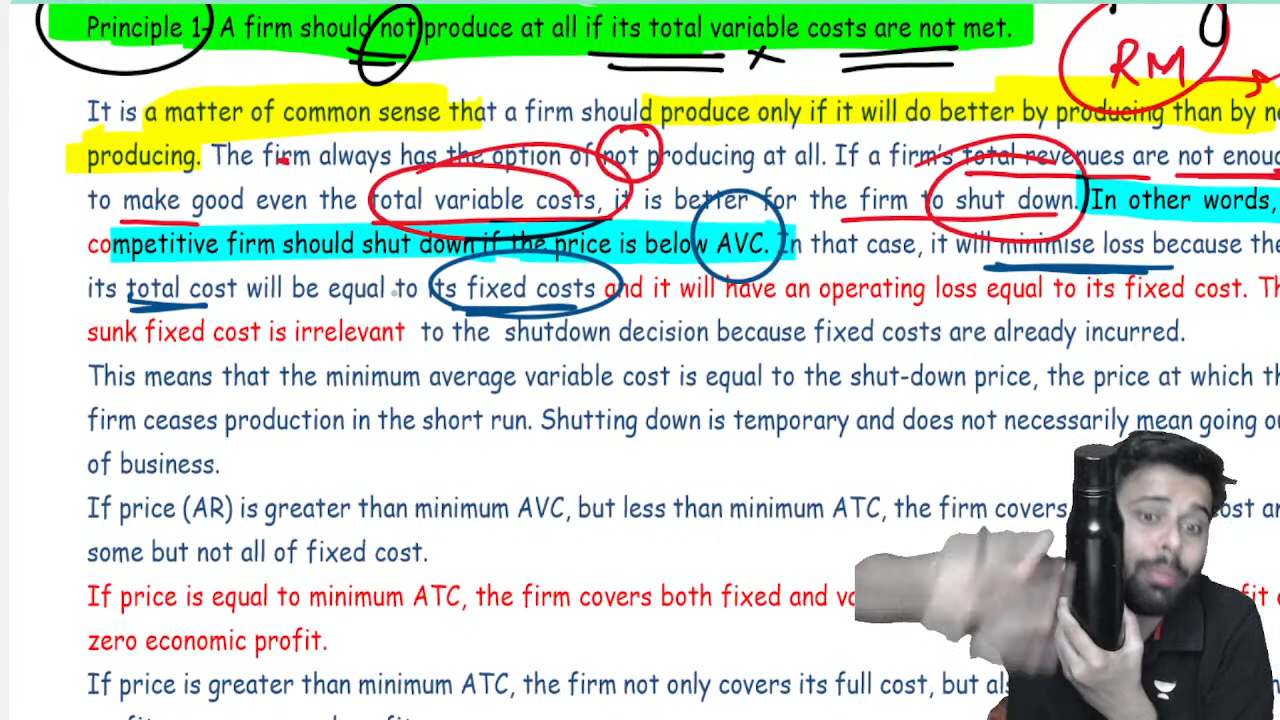 Principle 1- A firm should not produce at all if its total variable costs are not met.
RM
It is a matter of common sense that a firm should produce only if it will do better by producing than by
producing. The firm always has the option of not producing at all. If a firm's total revenues are not
to make good even the total variable costs, it is better for the firm to shut down. In other words,
competitive firm should shut down if the price is below AVC. In that case, it will minimise loss because
its total cost will be equal to its fixed costs and it will have an operating loss equal to its fixed cost.
sunk fixed cost is irrelevant to the shutdown decision because fixed costs are already incurred.
This means that the minimum average variable cost is equal to the shut-down price, the price at which
firm ceases production in the short run. Shutting down is temporary and does not necessarily mean going
of business.
If price (AR) is greater than minimum AVC, but less than minimum ATC, the firm covers
some but not all of fixed cost.
If price is equal to minimum ATC, the firm covers both fixed and
zero economic profit.
If price is greater than minimum ATC, the firm not only covers its full cost, but